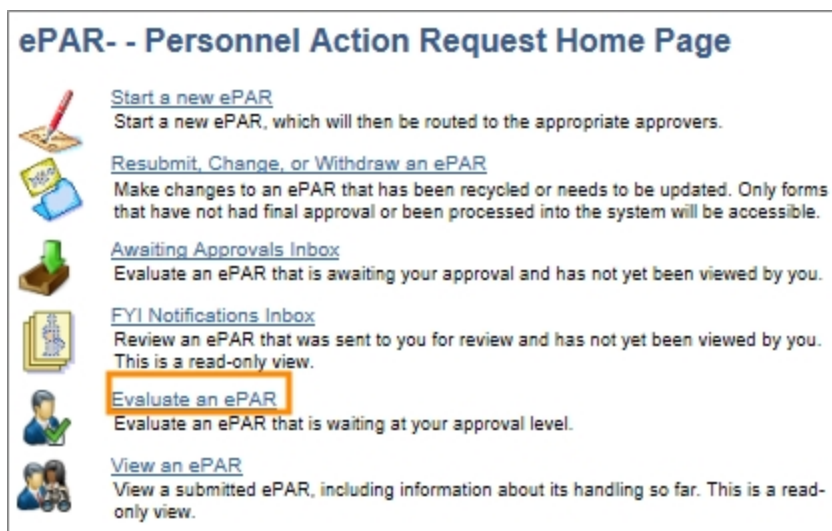 ePAR- - Personnel Action Request Home Page
Start a new ePAR
Start a new ePAR, which will then be routed to the appropriate approvers.
Resubmit, Change, or Withdraw an ePAR
Make changes to an ePAR that has been recycled or needs to be updated. Only forms
that have not had final approval or been processed into the system will be accessible.
Awaiting Approvals Inbox
Evaluate an ePAR that is awaiting your approval and has not yet been viewed by you.
FYI Notifications Inbox
Review an ePAR that was sent to you for review and has not yet been viewed by you.
This is a read-only view.
Evaluate an ePAR
Evaluate an ePAR that is waiting at your approval level.
View an ePAR
View a submitted ePAR, including information about its handling so far. This is a read-
only view.